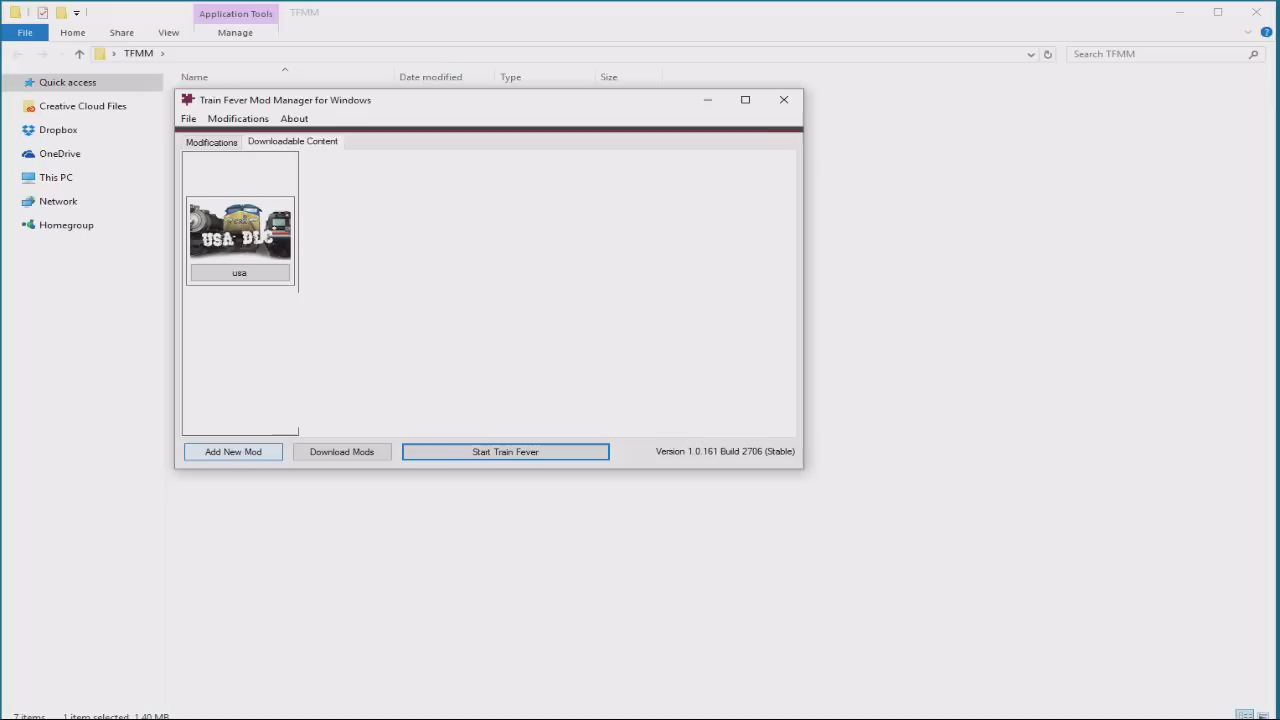 Application Tools
TFMM
File
Home
Share
View
Manage
TFMM
Search TFMM
Quick access
Creative Cloud Files
Dropbox
OneDrive
This PC
Network
Homegroup
Name
Date modified
Type
Size
Train Fever Mod Manager for Windows
File
Modifications
About
Modifications
Downloadable Content
USA DLC
usa
Add New Mod
Download Mods
Start Train Fever
Version 1.0.161 Build 2706 (Stable)
7 items
1 item selected 1.40 MB